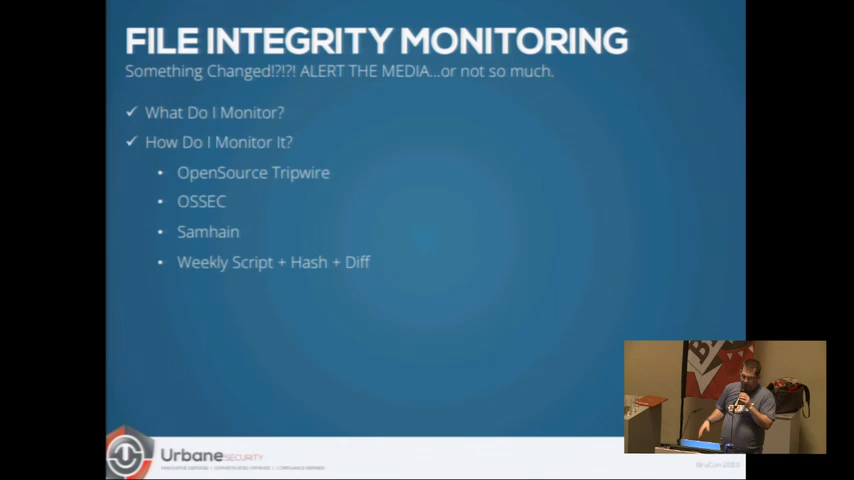 FILE INTEGRITY MONITORING
Something Changed!?!?! ALERT THE MEDIA...or not so much.
✓ What Do I Monitor?
✓ How Do I Monitor It?
• OpenSource Tripwire
• OSSEC
• Samhain
• Weekly Script + Hash + Diff
Urbane SECURITY